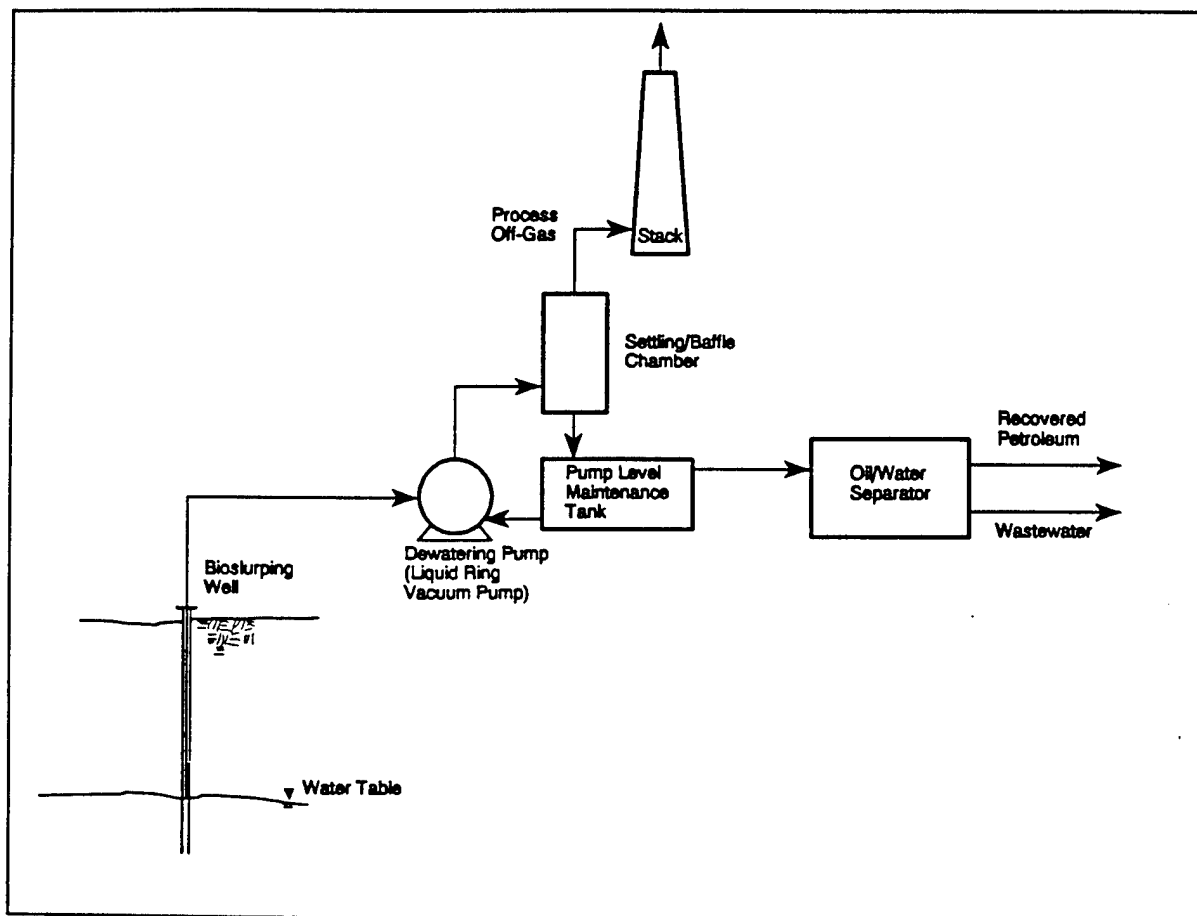 Process
Off-Gas
Stack
Settling/Baffle
Chamber
Recovered
Petroleum
Pump Level
Maintenance
Tank
Oil/Water
Separator
Wastewater
Dewatering Pump
(Liquid Ring
Vacuum Pump)
Bioslurping
Well
Water Table